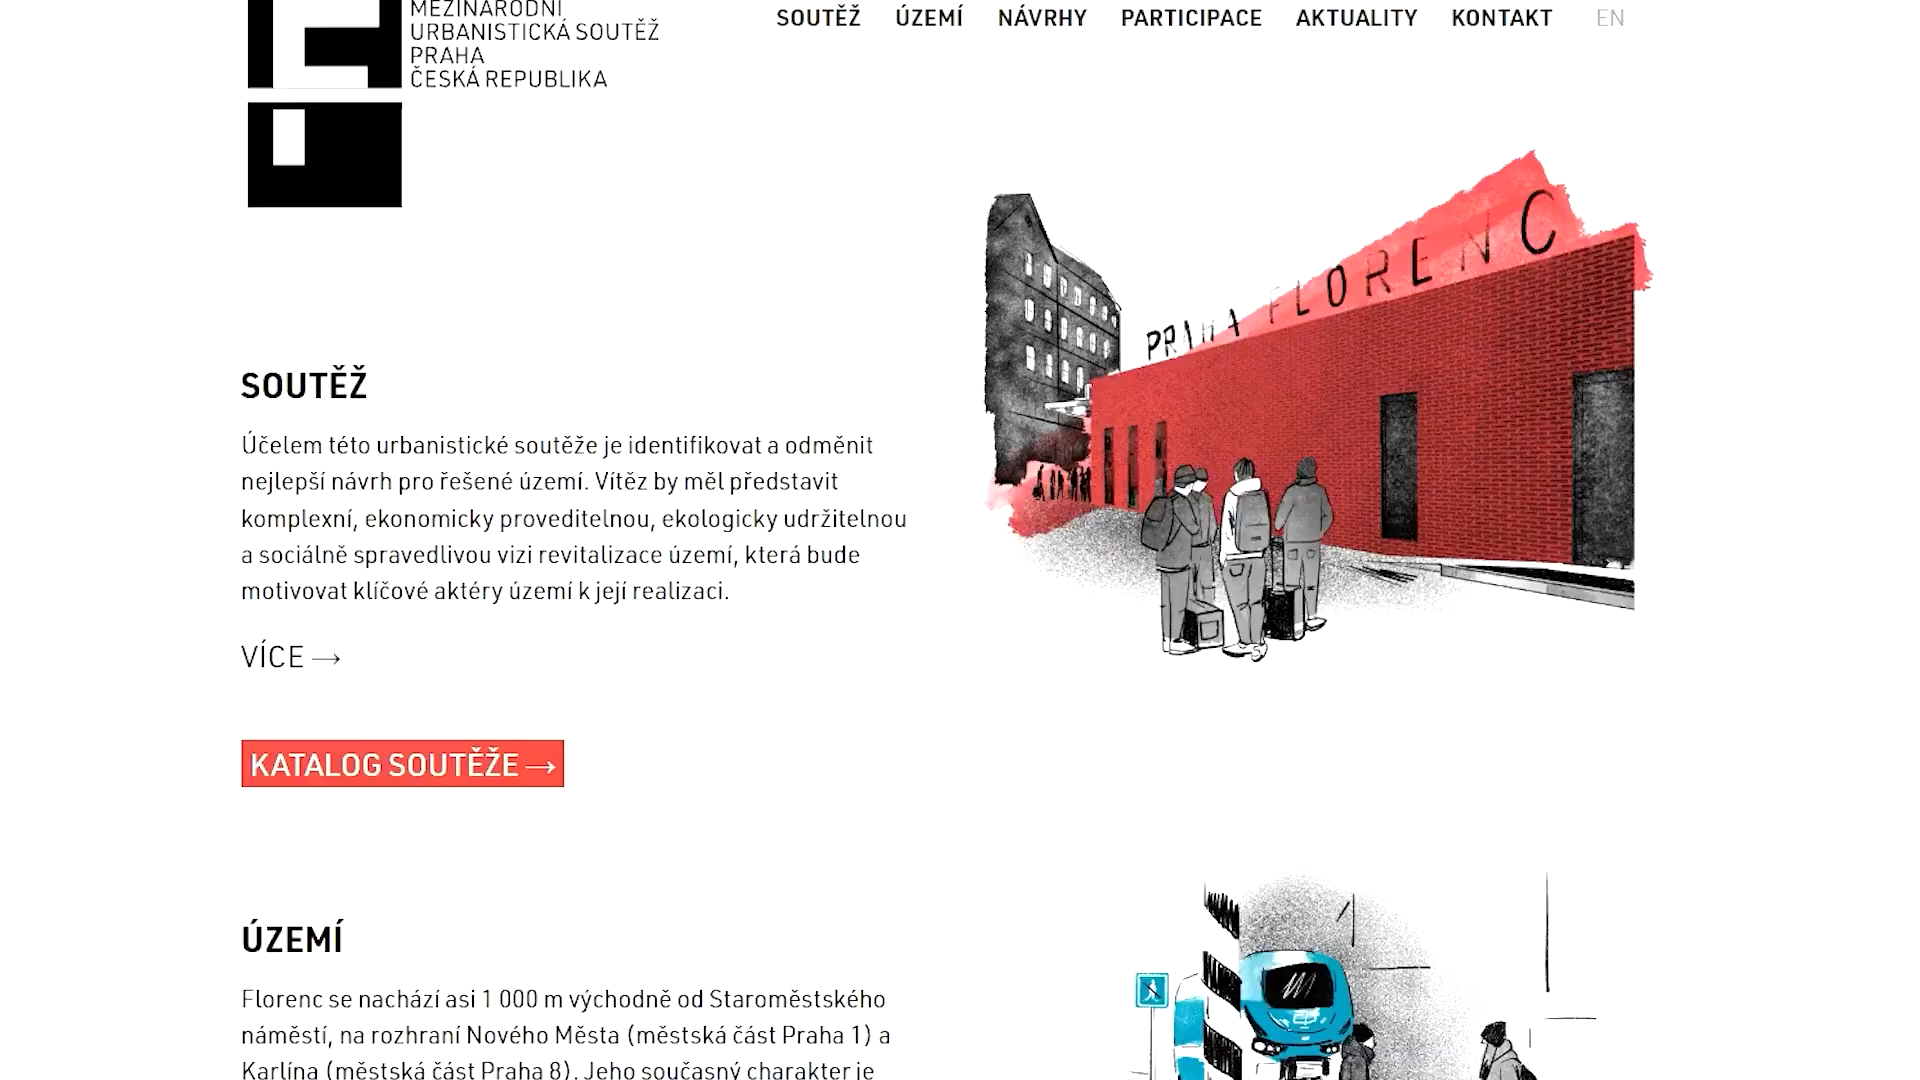 MEZINÁRODNÍ
URBANISTICKÁ SOUTĚŽ
PRAHA
ČESKÁ REPUBLIKA
SOUTĚŽ ÚZEMÍ NÁVRHY PARTICIPACE AKTUALITY KONTAKT EN
PRAHA FLORENC
SOUTĚŽ
Účelem této urbanistické soutěže je identifikovat a odměnit
nejlepší návrh pro řešené území. Vítěz by měl představit
komplexní, ekonomicky proveditelnou, ekologicky udržitelnou
a sociálně spravedlivou vizi revitalizace území, která bude
motivovat klíčové aktéry území k její realizaci.
VÍCE →
KATALOG SOUTĚŽE →
ÚZEMÍ
Florenc se nachází asi 1 000 m východně od Staroměstského
náměstí, na rozhraní Nového Města (městská část Praha 1) a
Karlína (městská část Praha 8). Jeho současný charakter je